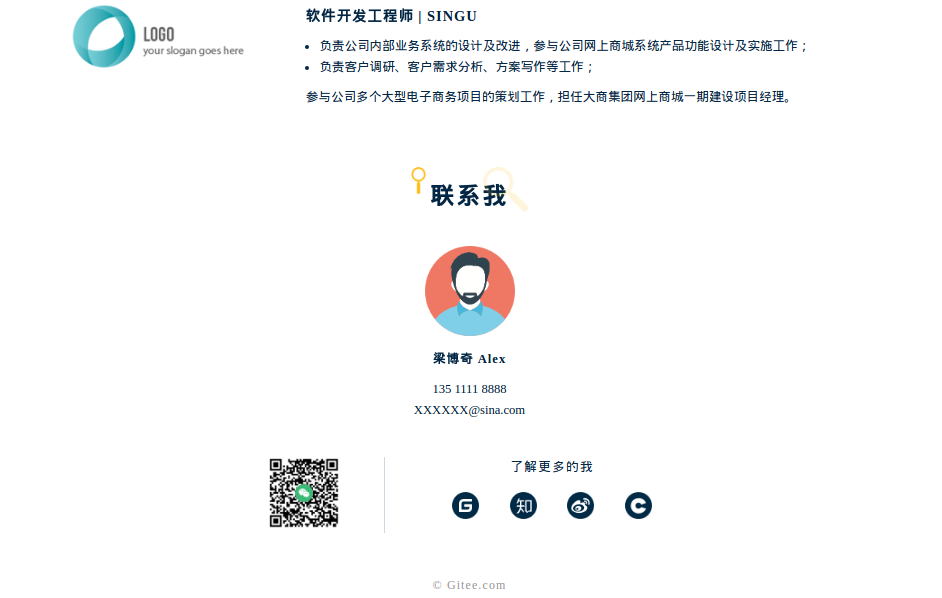 LOGO
your slogan goes here
软件开发工程师 | SINGU
负责公司内部业务系统的设计及改进，参与公司网上商城系统产品功能设计及实施工作；
负责客户调研、客户需求分析、方案写作等工作；
参与公司多个大型电子商务项目的策划工作，担任大商集团网上商城一期建设项目经理。
联系我
梁博奇 Alex
135 1111 8888
XXXXXX@sina.com
了解更多的我
知
© Gitee.com